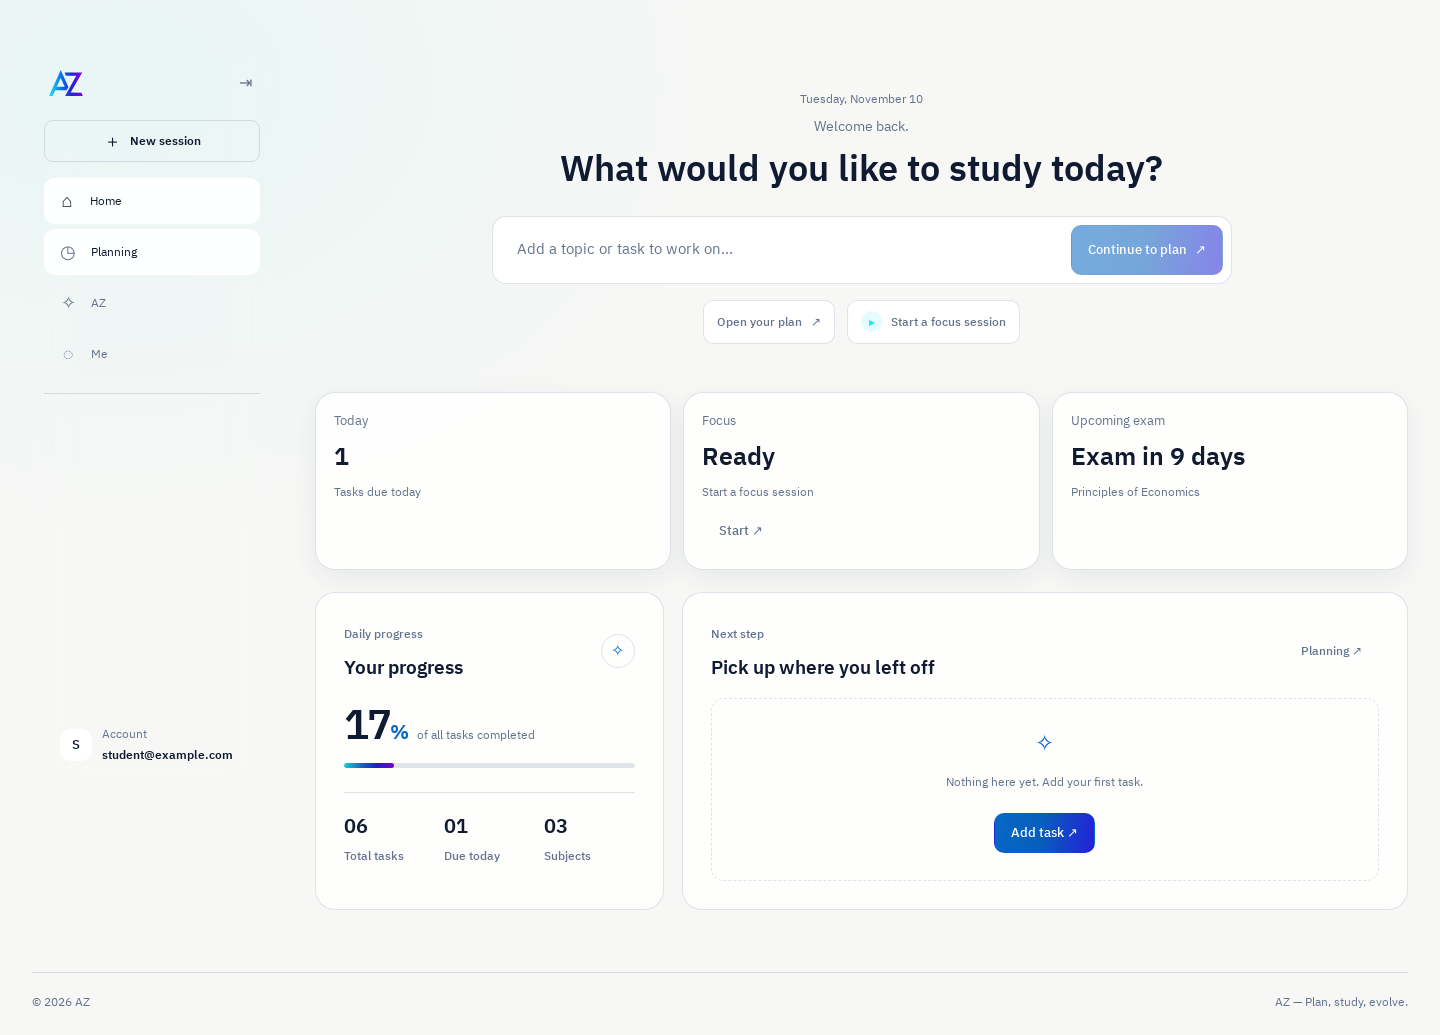 AZ
New session
Home
Planning
AZ
Me
Account
S
student@example.com
Tuesday, November 10
Welcome back.
What would you like to study today?
Add a topic or task to work on...
Continue to plan ↗
Open your plan ↗
Start a focus session
Today
1
Tasks due today
Focus
Ready
Start a focus session
Start ↗
Upcoming exam
Exam in 9 days
Principles of Economics
Daily progress
Your progress
17% of all tasks completed
06
Total tasks
01
Due today
03
Subjects
Next step
Pick up where you left off
Planning ↗
Nothing here yet. Add your first task.
Add task ↗
© 2026 AZ
AZ — Plan, study, evolve.